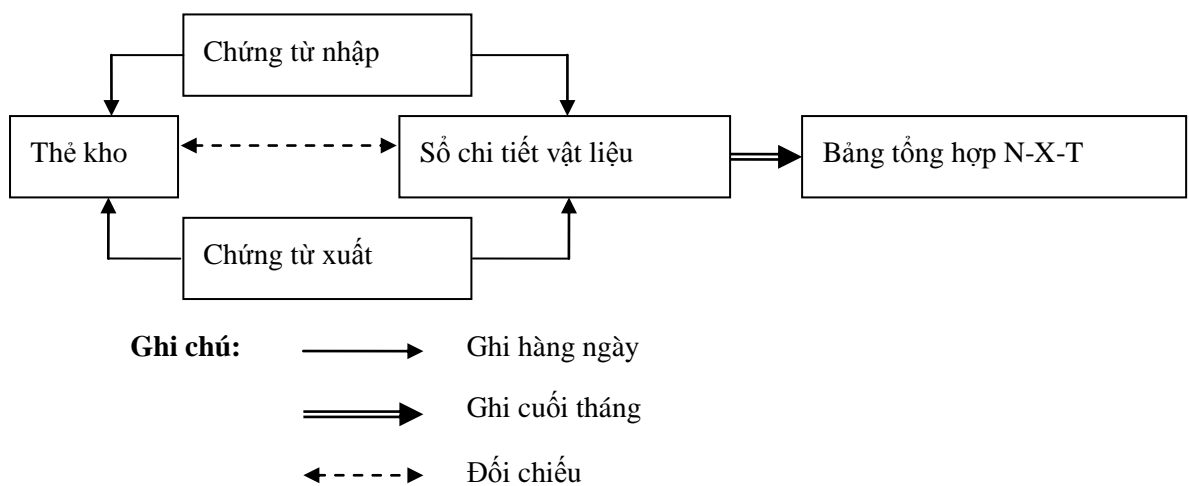 Chứng từ nhập
Thẻ kho
Sổ chi tiết vật liệu
Bảng tổng hợp N-X-T
Chứng từ xuất
Ghi chú:
Ghi hàng ngày
Ghi cuối tháng
Đối chiếu